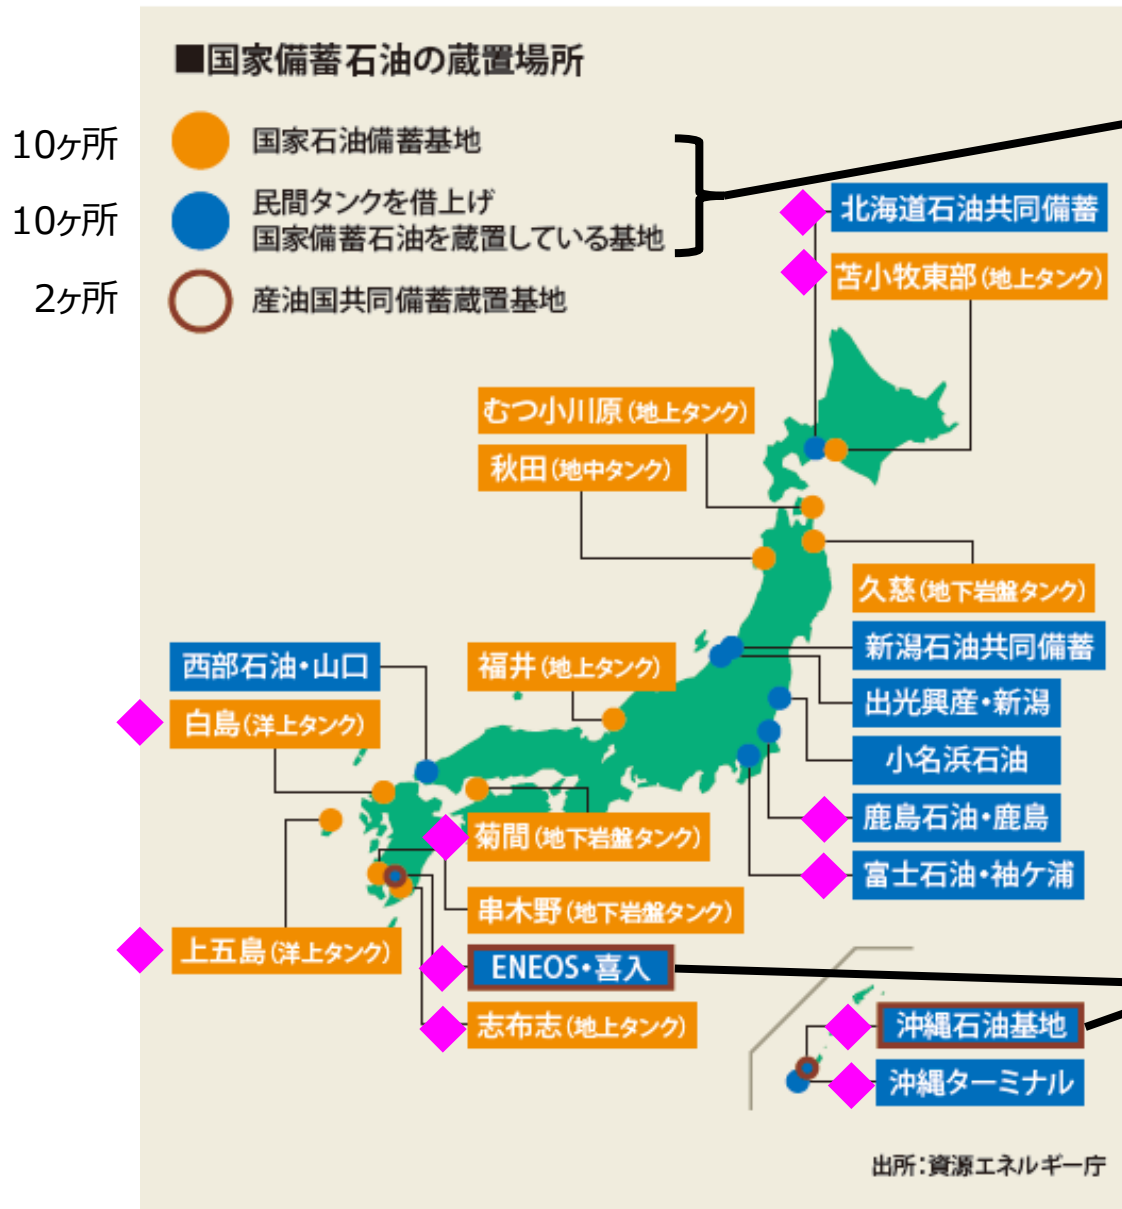 ■国家備蓄石油の蔵置場所
10ヶ所
国家石油備蓄基地
10ヶ所
民間タンクを借上げ
国家備蓄石油を蔵置している基地
2ヶ所
産油国共同備蓄蔵置基地
北海道石油共同備蓄
苫小牧東部(地上タンク)
むつ小川原(地上タンク)
秋田(地中タンク)
久慈(地下岩盤タンク)
新潟石油共同備蓄
西部石油・山口
福井(地上タンク)
出光興産・新潟
白島(洋上タンク)
小名浜石油
鹿島石油・鹿島
菊間(地下岩盤タンク)
富士石油・袖ケ浦
串木野(地下岩盤タンク)
上五島(洋上タンク)
ENEOS・喜入
志布志(地上タンク)
沖縄石油基地
沖縄ターミナル
出所：資源エネルギー庁